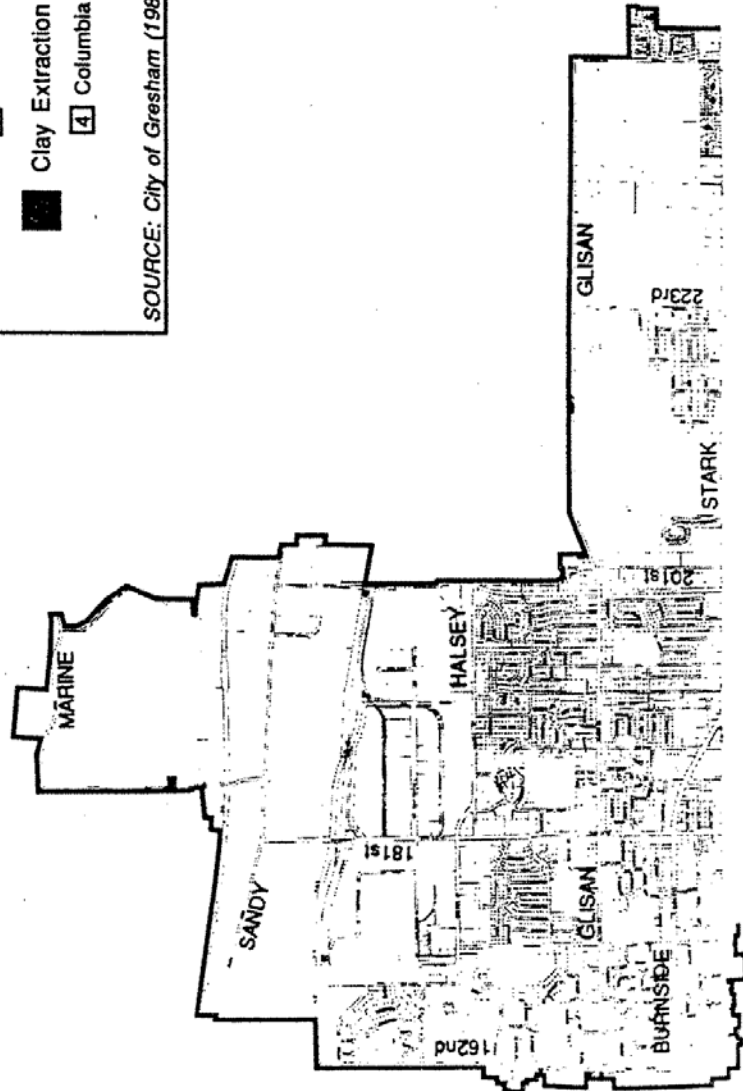 Clay Extraction
4 Columbia
SOURCE: City of Gresham (198
MARINE
SANDY
181st
HALSEY
GLISAN
223rd
STARK
201st
GLISAN
162nd
BURNSIDE